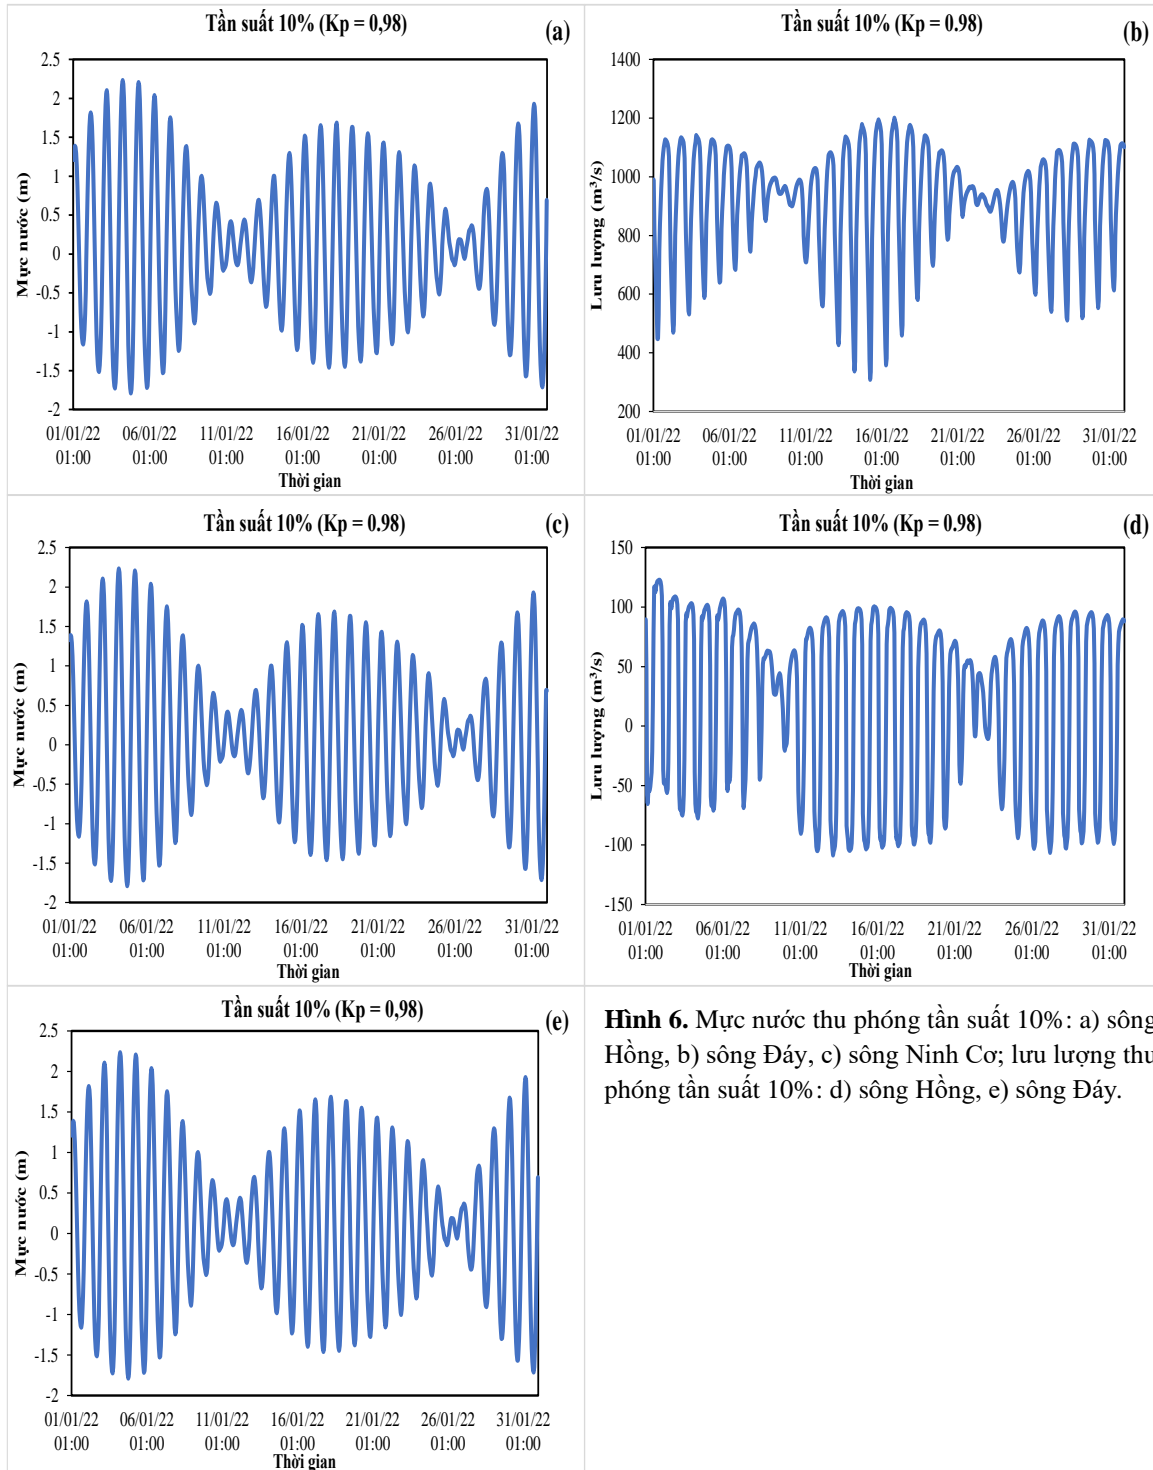 Tần suất 10% (Kp = 0,98)
(a)
Mực nước (m)
2.5
2
1.5
1
0.5
0
-0.5
-1
-1.5
-2
01/01/22 06/01/22 11/01/22 16/01/22 21/01/22 26/01/22 31/01/22
01:00 01:00 01:00 01:00 01:00 01:00 01:00
Thời gian
Tần suất 10% (Kp = 0.98)
(b)
Lưu lượng (m³/s)
1400
1200
1000
800
600
400
200
01/01/22 06/01/22 11/01/22 16/01/22 21/01/22 26/01/22 31/01/22
01:00 01:00 01:00 01:00 01:00 01:00 01:00
Thời gian
Tần suất 10% (Kp = 0.98)
(c)
Mực nước (m)
2.5
2
1.5
1
0.5
0
-0.5
-1
-1.5
-2
01/01/22 06/01/22 11/01/22 16/01/22 21/01/22 26/01/22 31/01/22
01:00 01:00 01:00 01:00 01:00 01:00 01:00
Thời gian
Tần suất 10% (Kp = 0.98)
(d)
Lưu lượng (m³/s)
150
100
50
0
-50
-100
-150
01/01/22 06/01/22 11/01/22 16/01/22 21/01/22 26/01/22 31/01/22
01:00 01:00 01:00 01:00 01:00 01:00 01:00
Thời gian
Tần suất 10% (Kp = 0,98)
(e)
Mực nước (m)
2.5
2
1.5
1
0.5
0
-0.5
-1
-1.5
-2
01/01/22 06/01/22 11/01/22 16/01/22 21/01/22 26/01/22 31/01/22
01:00 01:00 01:00 01:00 01:00 01:00 01:00
Thời gian
Hình 6. Mực nước thu phóng tần suất 10%: a) sông
Hồng, b) sông Đáy, c) sông Ninh Cơ; lưu lượng thu
phóng tần suất 10%: d) sông Hồng, e) sông Đáy.